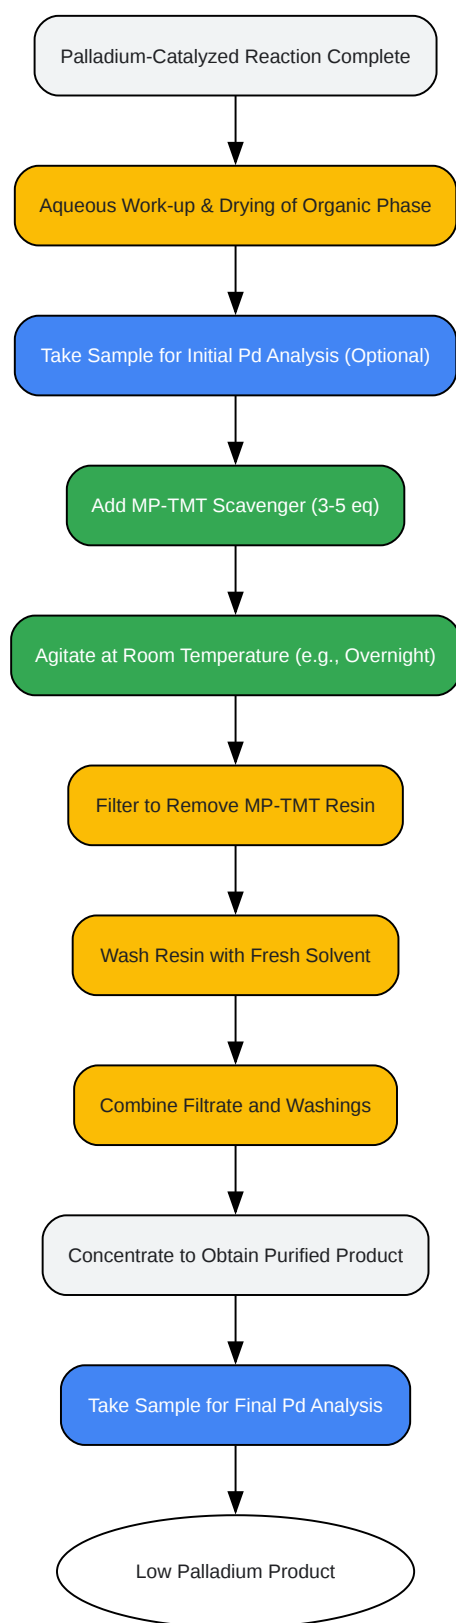 Palladium-Catalyzed Reaction Complete
Aqueous Work-up & Drying of Organic Phase
Take Sample for Initial Pd Analysis (Optional)
Add MP-TMT Scavenger (3-5 eq)
Agitate at Room Temperature (e.g., Overnight)
Filter to Remove MP-TMT Resin
Wash Resin with Fresh Solvent
Combine Filtrate and Washings
Concentrate to Obtain Purified Product
Take Sample for Final Pd Analysis
Low Palladium Product